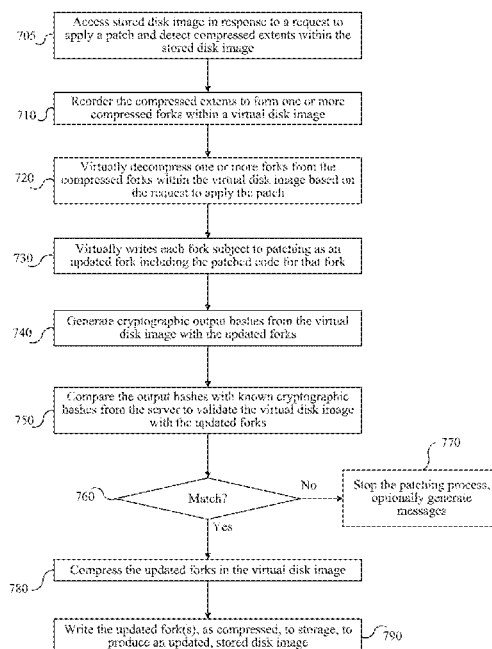 705
Access stored disk image in response to a request to
apply a patch and detect compressed extents within the
stored disk image
710
Reorder the compressed extents to form one or more
compressed forks within a virtual disk image
720
Virtually decompress one or more forks from the
compressed forks within the virtual disk image based on
the request to apply the patch
730
Virtually writes each fork subject to patching as an
updated fork including the patched code for that fork
740
Generate cryptographic output hashes from the virtual
disk image with the updated forks
750
Compare the output hashes with known cryptographic
hashes from the server to validate the virtual disk image
with the updated forks
760
Match?
No
770
Stop the patching process,
optionally generate
messages
Yes
780
Compress the updated forks in the virtual disk image
Write the updated fork(s), as compressed, to storage, to
produce an updated, stored disk image
790